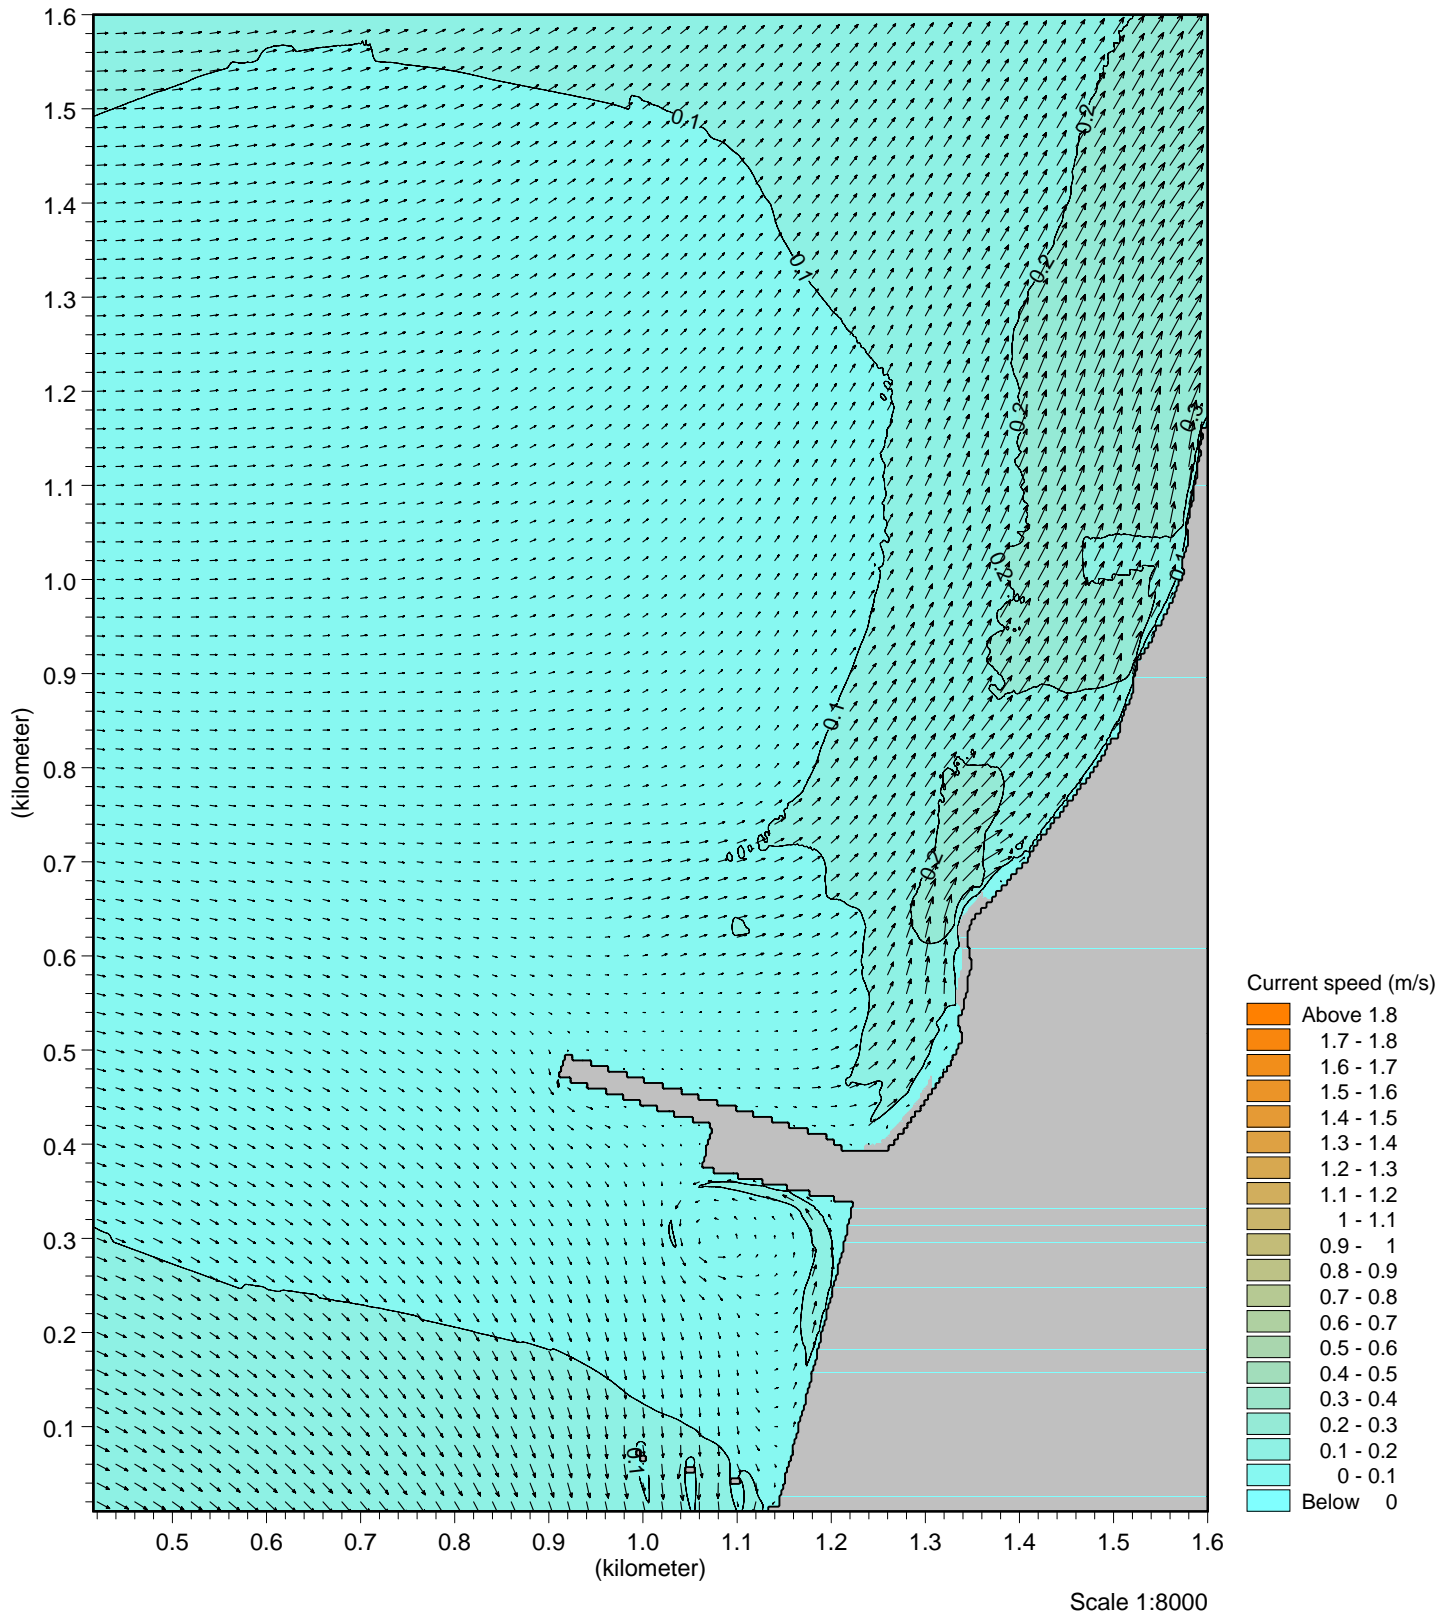 1.6
1.5
1.4
1.3
1.2
1.1
1.0
0.9
0.8
0.7
0.6
0.5
0.4
0.3
0.2
0.1
(kilometer)
0.1
0.2
0.1
0.2
0.2
0.3
0.2
0.1
0.1
0.2
0.1
0.5 0.6 0.7 0.8 0.9 1.0 1.1 1.2 1.3 1.4 1.5 1.6
(kilometer)
Scale 1:8000
Current speed (m/s)
Above 1.8
1.7 - 1.8
1.6 - 1.7
1.5 - 1.6
1.4 - 1.5
1.3 - 1.4
1.2 - 1.3
1.1 - 1.2
1 - 1.1
0.9 - 1
0.8 - 0.9
0.7 - 0.8
0.6 - 0.7
0.5 - 0.6
0.4 - 0.5
0.3 - 0.4
0.2 - 0.3
0.1 - 0.2
0 - 0.1
Below 0